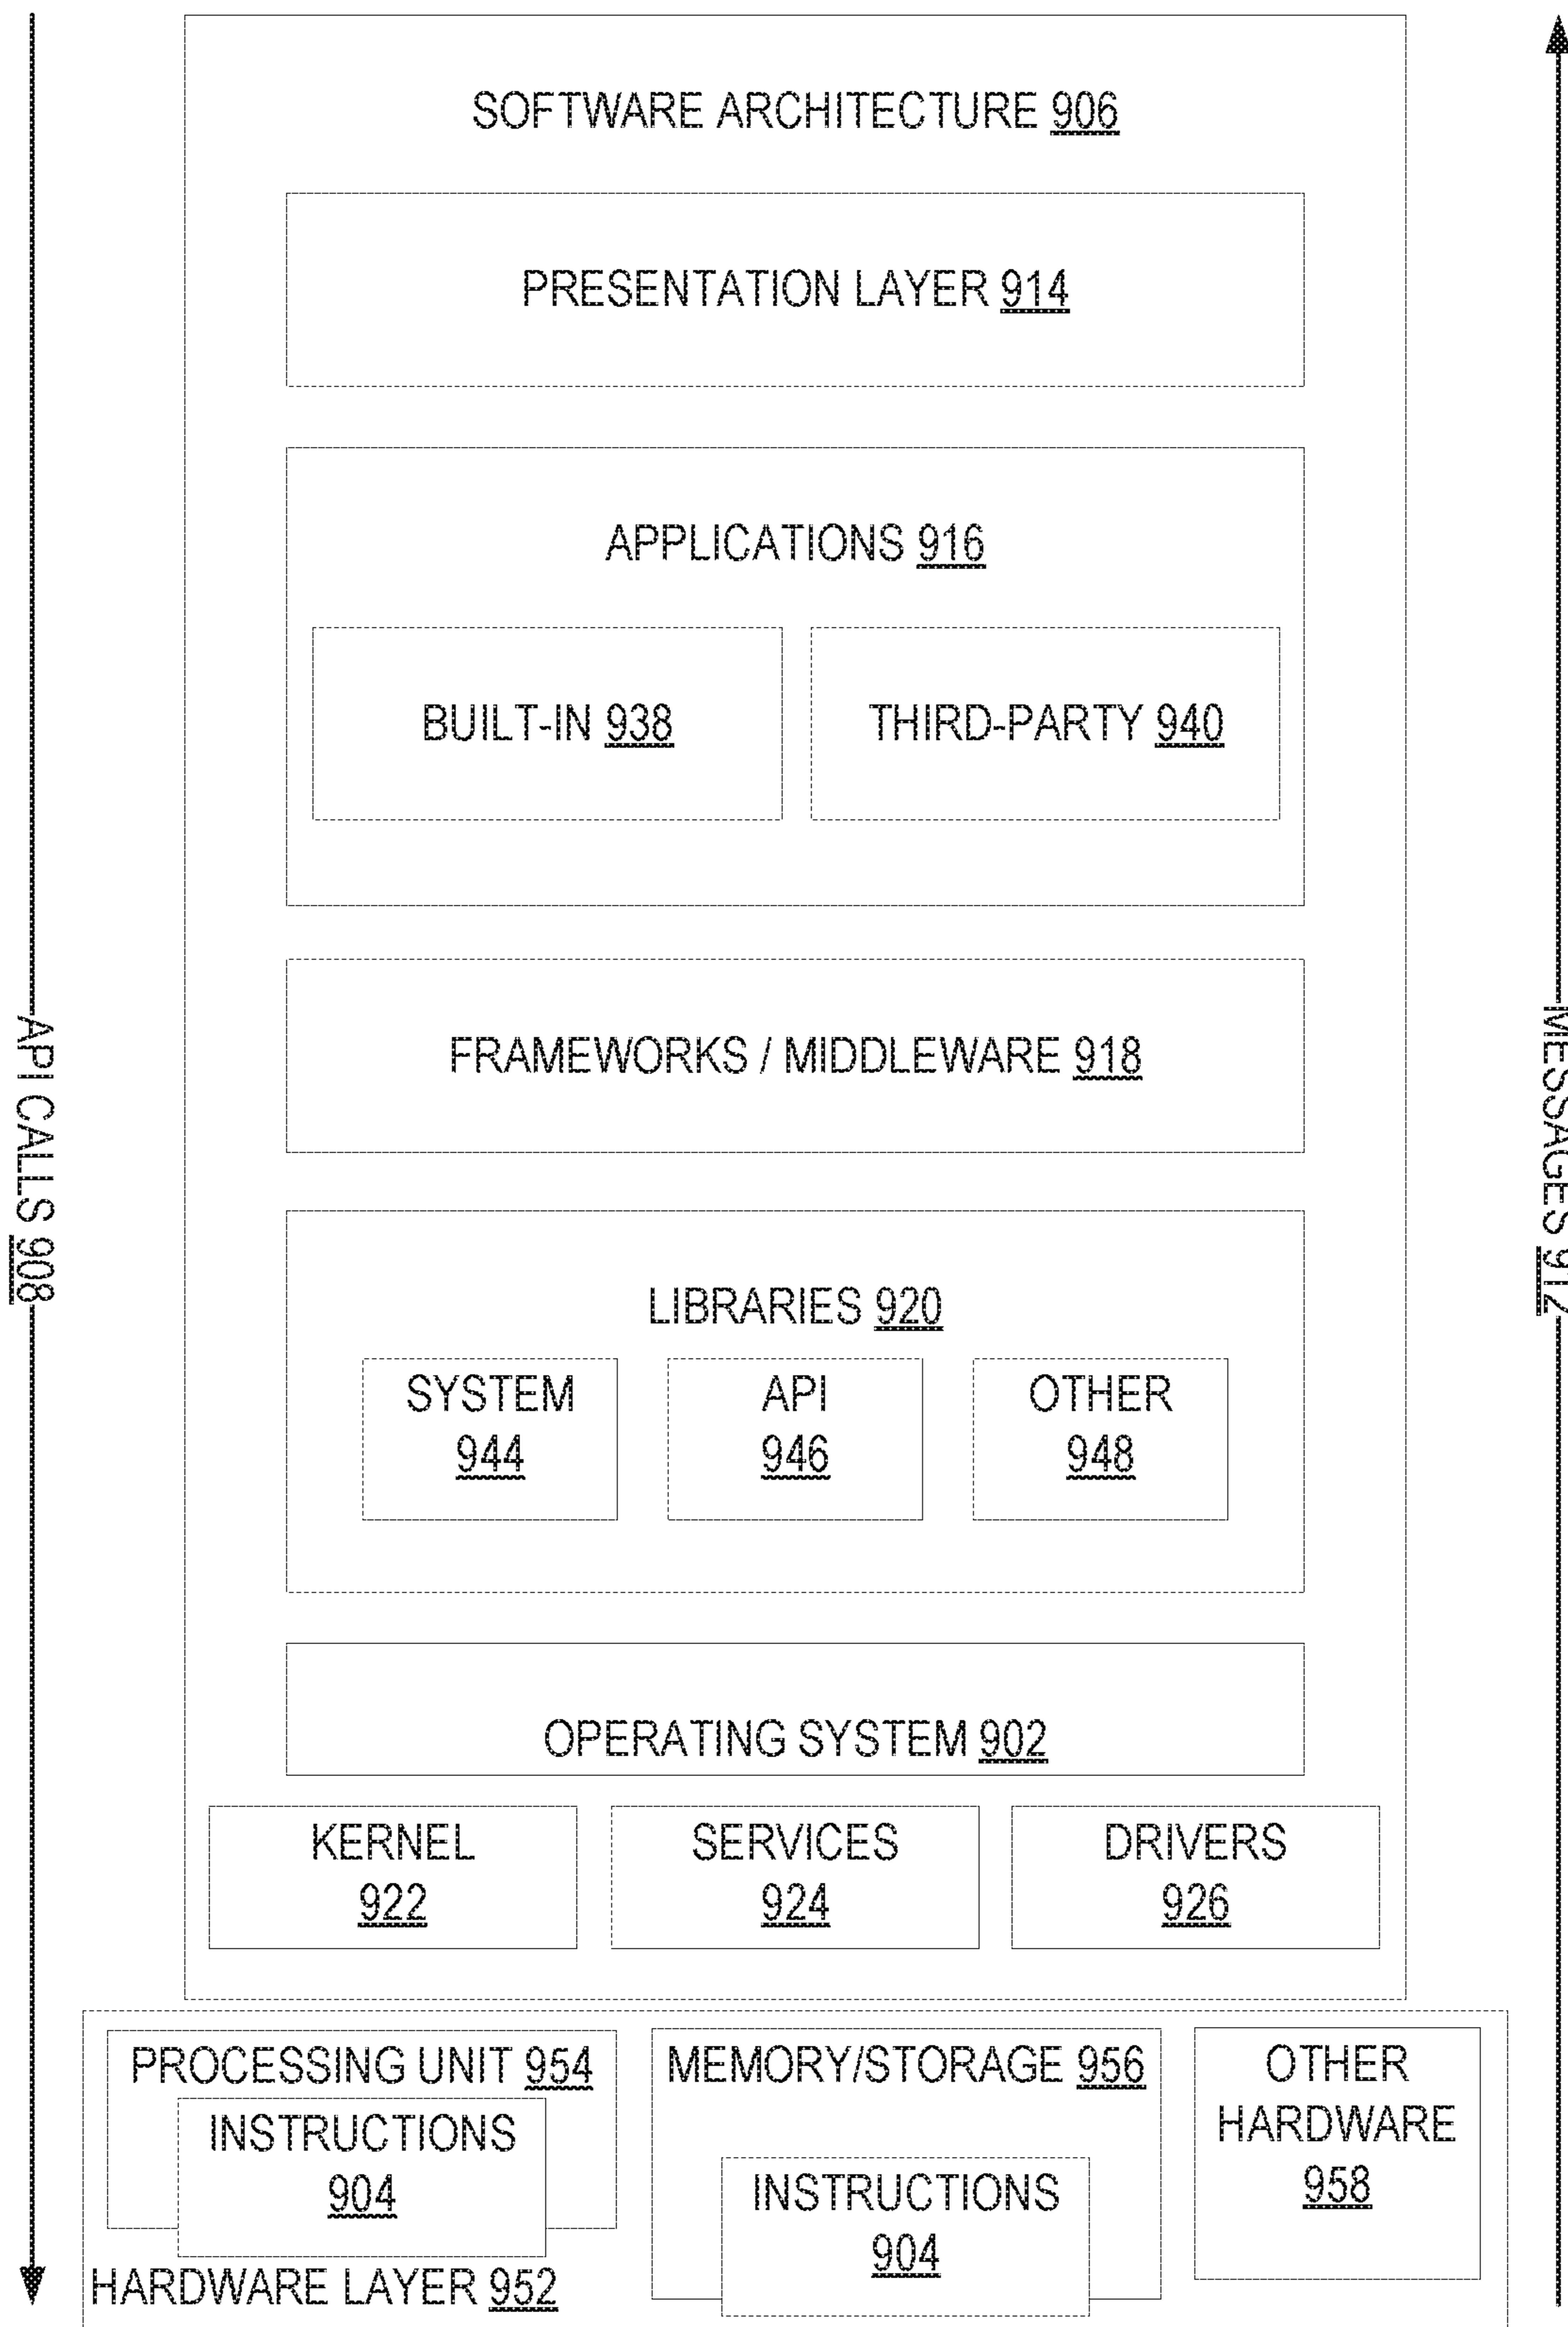 SOFTWARE ARCHITECTURE 906
PRESENTATION LAYER 914
APPLICATIONS 916
BUILT-IN 938
THIRD-PARTY 940
FRAMEWORKS / MIDDLEWARE 918
API CALLS 908
MESSAGES 912
LIBRARIES 920
SYSTEM
944
API
946
OTHER
948
OPERATING SYSTEM 902
KERNEL
922
SERVICES
924
DRIVERS
926
PROCESSING UNIT 954
INSTRUCTIONS
904
MEMORY/STORAGE 956
INSTRUCTIONS
904
OTHER
HARDWARE
958
HARDWARE LAYER 952